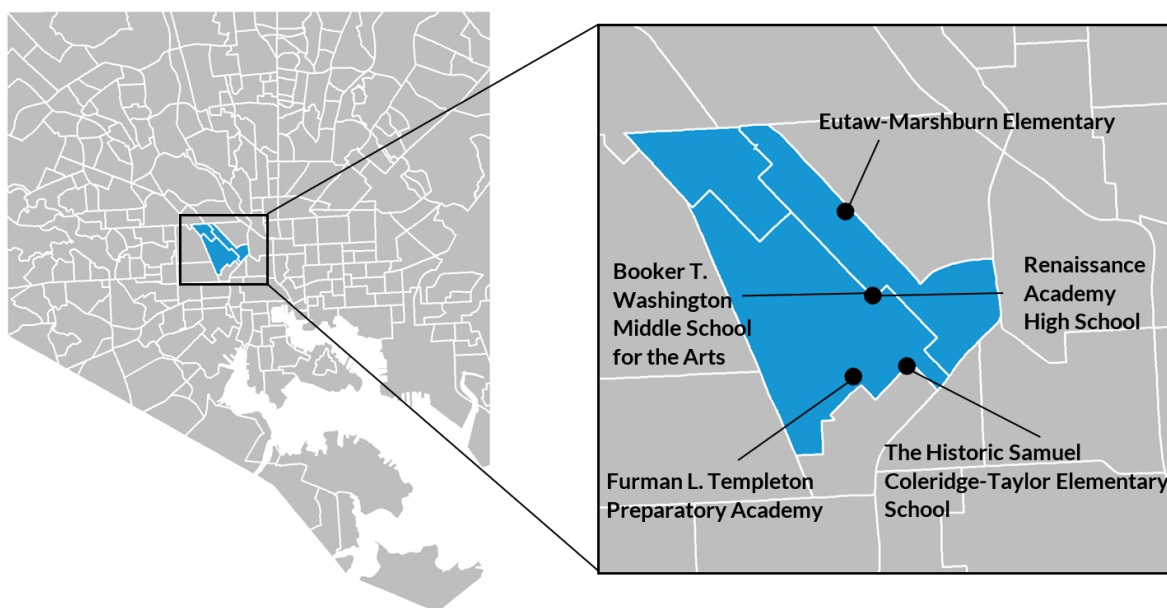 Eutaw-Marshburn Elementary
Booker T.
Washington
Middle School
for the Arts
Renaissance
Academy
High School
Furman L. Templeton
Preparatory Academy
The Historic Samuel
Coleridge-Taylor Elementary
School